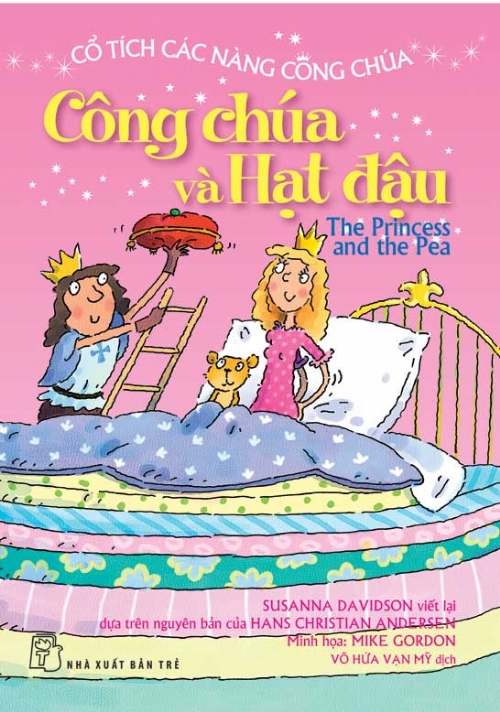 CỔ TÍCH CÁC NÀNG CÔNG CHÚA
Công chúa
và Hạt đậu
The Princess
and the Pea
SUSANNA DAVIDSON viết lại
dựa trên nguyên bản của HANS CHRISTIAN ANDERSEN
Minh họa: MIKE GORDON
VÕ HỨA VẠN MỸ dịch
NHÀ XUẤT BẢN TRẺ